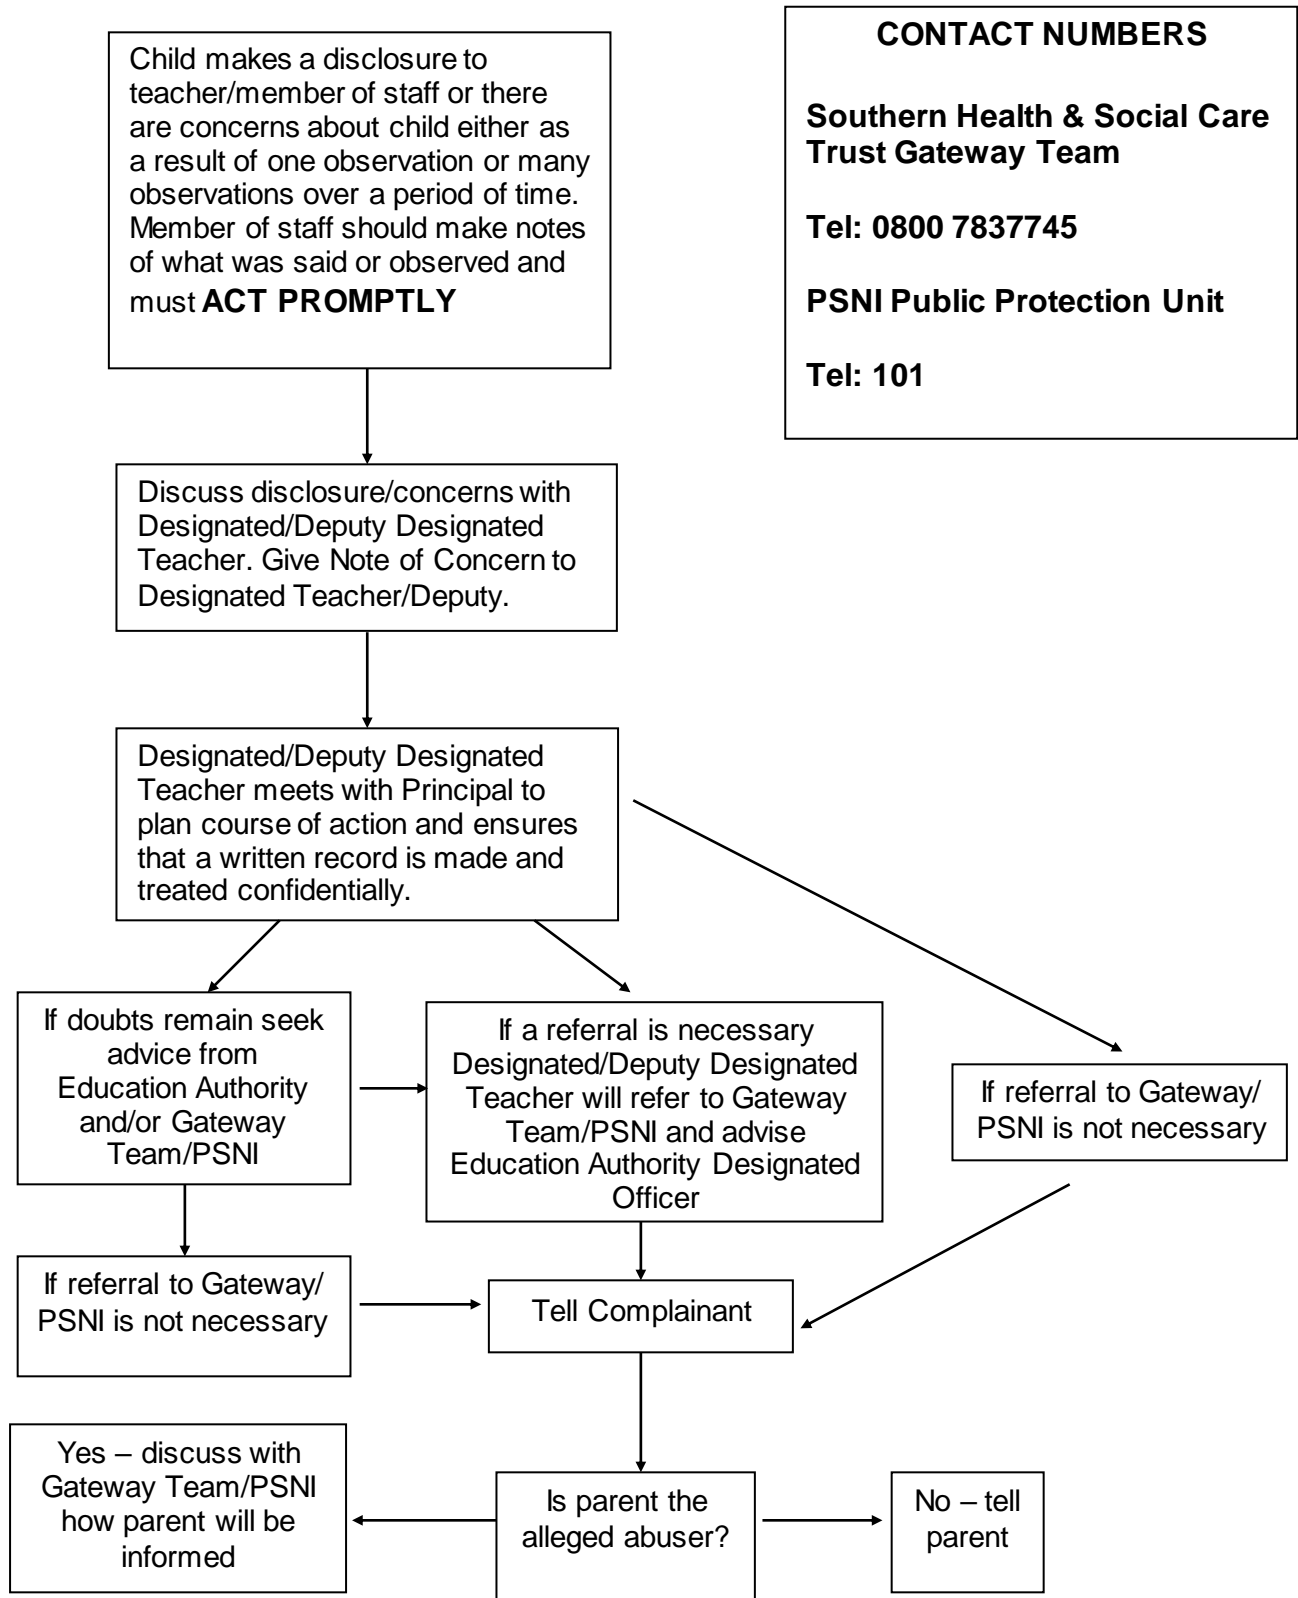 Child makes a disclosure to
teacher/member of staff or there
are concerns about child either as
a result of one observation or many
observations over a period of time.
Member of staff should make notes
of what was said or observed and
must ACT PROMPTLY
CONTACT NUMBERS
Southern Health & Social Care
Trust Gateway Team
Tel: 0800 7837745
PSNI Public Protection Unit
Tel: 101
Discuss disclosure/concerns with
Designated/Deputy Designated
Teacher. Give Note of Concern to
Designated Teacher/Deputy.
Designated/Deputy Designated
Teacher meets with Principal to
plan course of action and ensures
that a written record is made and
treated confidentially.
If doubts remain seek
advice from
Education Authority
and/or Gateway
Team/PSNI
If a referral is necessary
Designated/Deputy Designated
Teacher will refer to Gateway
Team/PSNI and advise
Education Authority Designated
Officer
If referral to Gateway/
PSNI is not necessary
If referral to Gateway/
PSNI is not necessary
Tell Complainant
Yes – discuss with
Gateway Team/PSNI
how parent will be
informed
Is parent the
alleged abuser?
No – tell
parent